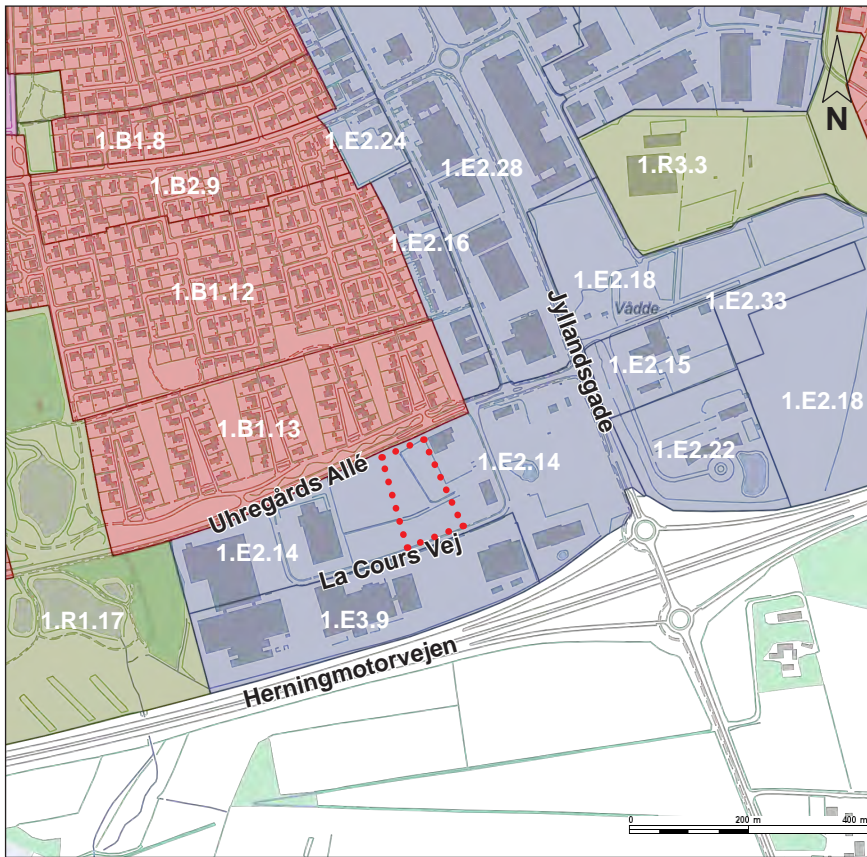 N
1.B1.8
1.E2.24
1.B2.9
1.E2.28
1.R3.3
1.E2.16
1.B1.12
1.E2.18
Vådde
1.E2.33
Jyllandsgade
1.E2.15
1.E2.18
1.B1.13
1.E2.14
1.E2.22
Uhregårds Allé
1.E2.14
La Cours Vej
1.R1.17
1.E3.9
Herningmotorvejen
0 200 m 400 m